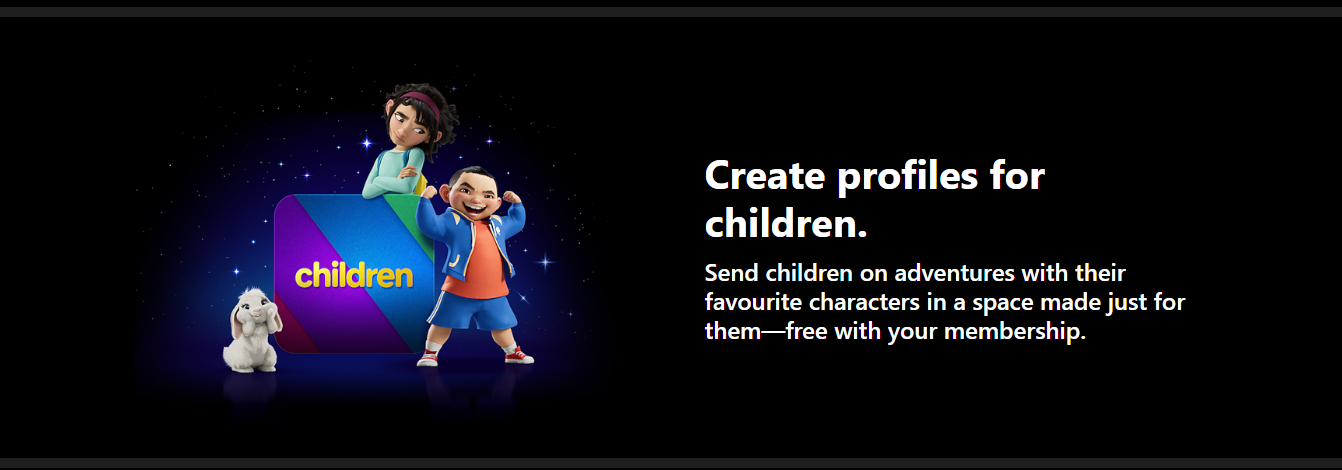 children
Create profiles for
children.
Send children on adventures with their
favourite characters in a space made just for
them—free with your membership.